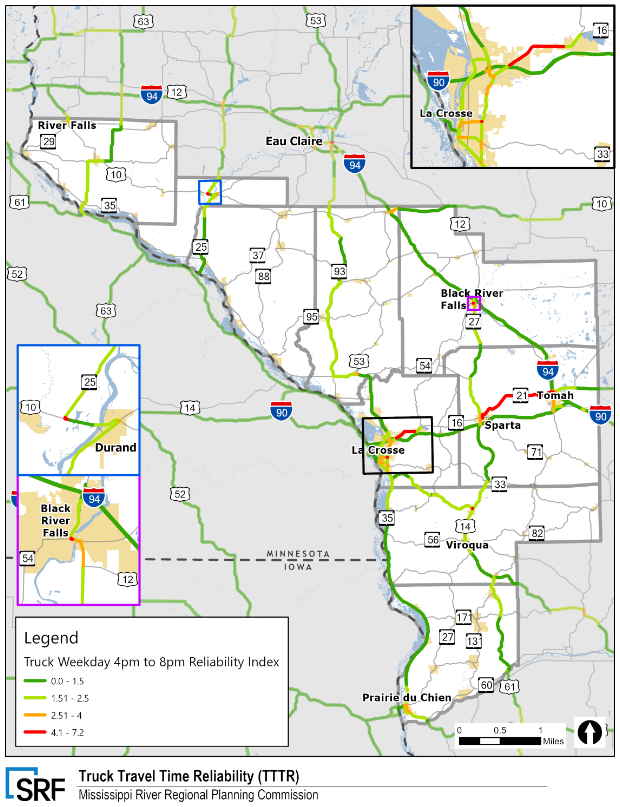 63
53
16
90
La Crosse
33
94
12
River Falls
29
Eau Claire
94
10
61
35
10
12
25
37
88
52
93
Black River
Falls
27
63
95
53
54
94
25
21
Tomah
10
14
90
16
90
Sparta
Durand
La Crosse
71
94
52
33
Black
River
Falls
35
14
82
56
Viroqua
54
12
MINNESOTA
IOWA
171
27
131
60
61
Prairie du Chien
Legend
Truck Weekday 4pm to 8pm Reliability Index
0.0 - 1.5
1.51 - 2.5
2.51 - 4
4.1 - 7.2
0 0.5 1
Miles
SRF
Truck Travel Time Reliability (TTTR)
Mississippi River Regional Planning Commission